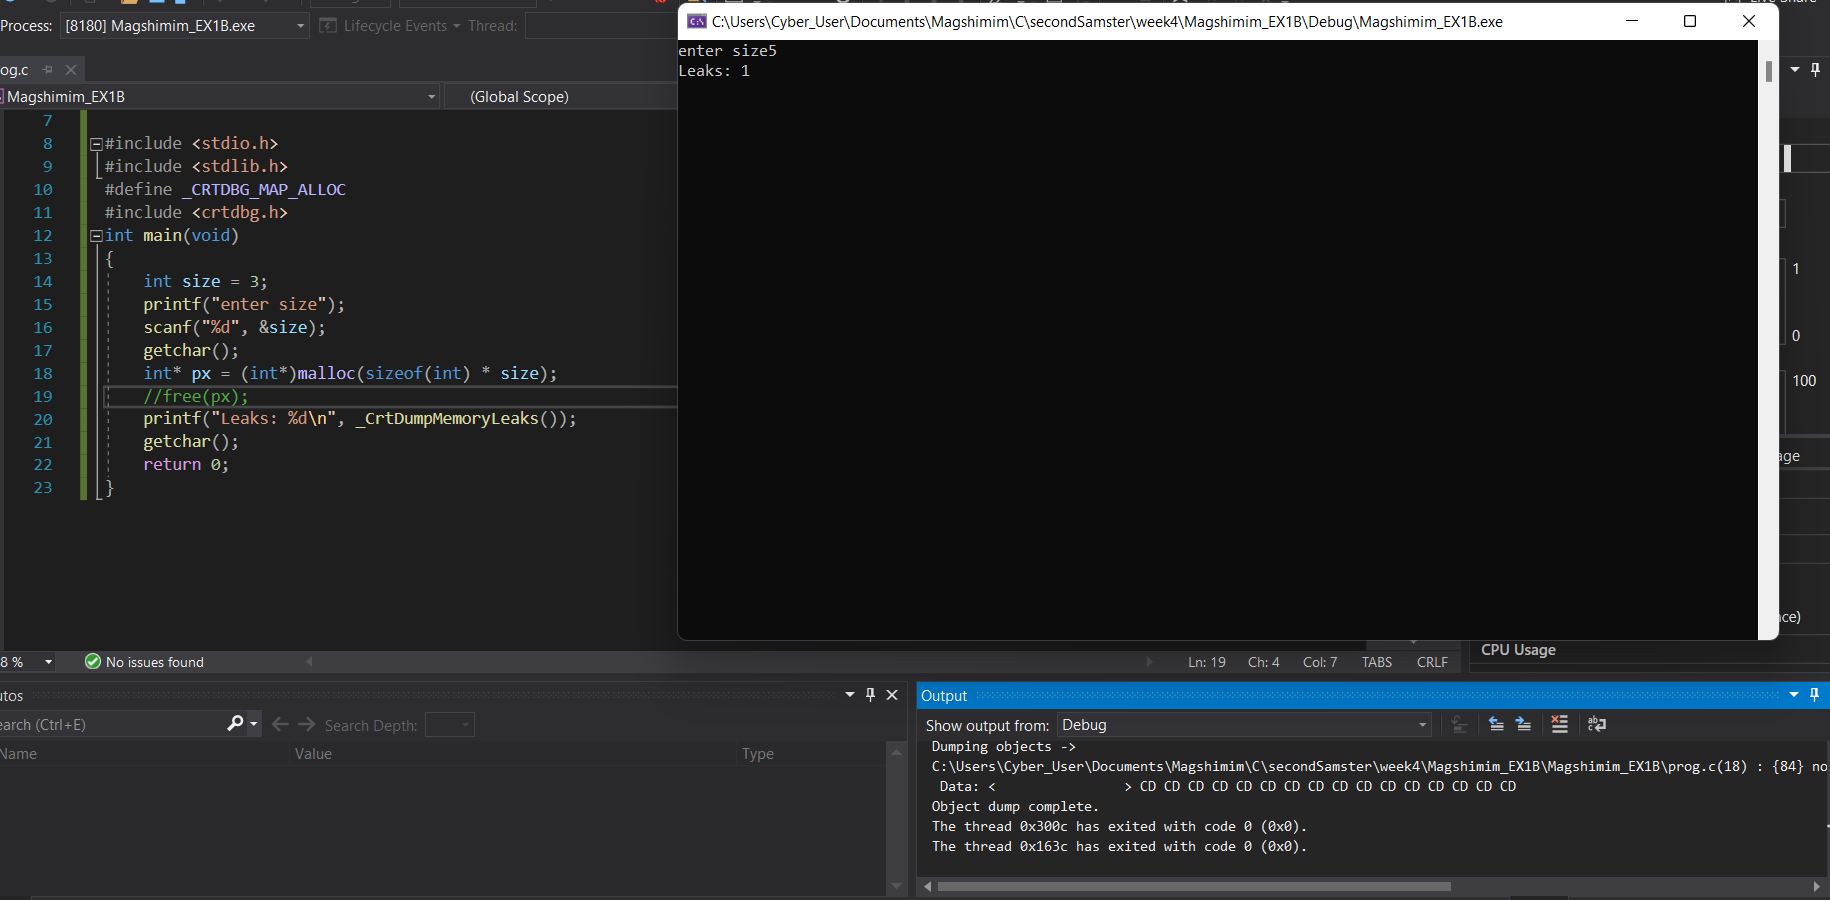 Process: [8180] Magshimim_EX1B.exe Lifecycle Events Thread:
C:\Users\Cyber_User\Documents\Magshimim\C\secondSamster\week4\Magshimim_EX1B\Debug\Magshimim_EX1B.exe
enter size5
Leaks: 1
og.c
Magshimim_EX1B (Global Scope)
7
8 #include <stdio.h>
9 #include <stdlib.h>
10 #define _CRTDBG_MAP_ALLOC
11 #include <crtdbg.h>
12 int main(void)
13 {
14 int size = 3;
15 printf("enter size");
16 scanf("%d", &size);
17 getchar();
18 int* px = (int*)malloc(sizeof(int) * size);
19 //free(px);
20 printf("Leaks: %d\n", _CrtDumpMemoryLeaks());
21 getchar();
22 return 0;
23 }
1
0
100
age
ce)
CPU Usage
8 % No issues found Ln: 19 Ch: 4 Col: 7 TABS CRLF
utos
earch (Ctrl+E) Search Depth:
Name Value Type
Output
Show output from: Debug
Dumping objects ->
C:\Users\Cyber_User\Documents\Magshimim\C\secondSamster\week4\Magshimim_EX1B\Magshimim_EX1B\prog.c(18) : {84} no
Data: < > CD CD CD CD CD CD CD CD CD CD CD CD CD CD CD CD
Object dump complete.
The thread 0x300c has exited with code 0 (0x0).
The thread 0x163c has exited with code 0 (0x0).